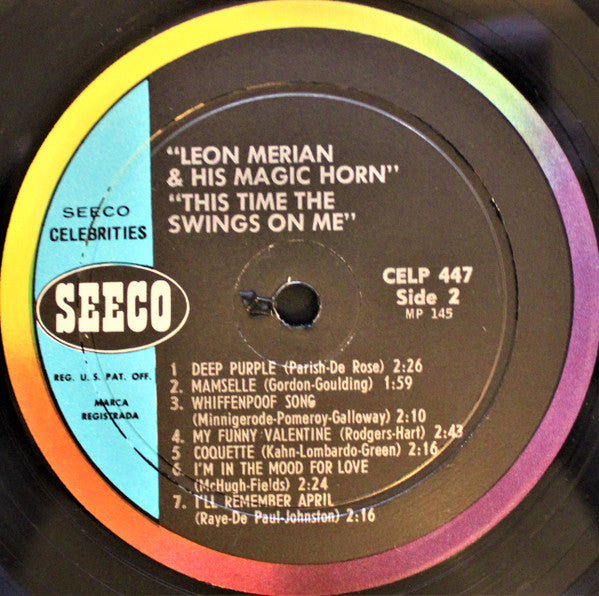 "LEON MERIAN
& HIS MAGIC HORN"
"THIS TIME THE
SWINGS ON ME"
SEECO
CELEBRITIES
SEECO
REG. U. S. PAT. OFF.
MARCA
REGISTRADA
CELP 447
Side 2
MP 145
1 DEEP PURPLE (Parish-De Rose) 2:26
2. MAMSELLE (Gordon-Goulding) 1:59
3. WHIFFENPOOF SONG
(Minnigerode-Pomeroy-Galloway) 2:10
4. MY FUNNY VALENTINE (Rodgers-Hart) 2:43
5 COQUETTE (Kahn-Lombardo-Green) 2:16
6. I'M IN THE MOOD FOR LOVE
(McHugh-Fields) 2:24
7. I'LL REMEMBER APRIL
(Raye-De Paul-Johnston) 2:16